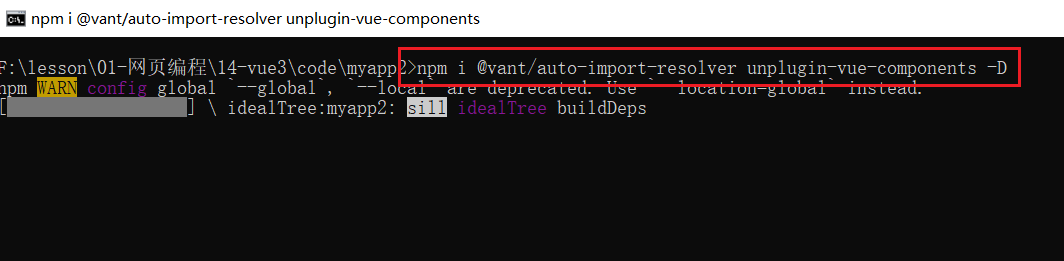 npm i @vant/auto-import-resolver unplugin-vue-components
F:\lesson\01-网页编程\14-vue3\code\myapp2>npm i @vant/auto-import-resolver unplugin-vue-components -D
npm WARN config global `--global`, `--local` are deprecated. Use `--location=global` instead.
[                  ] \ idealTree:myapp2: sill idealTree buildDeps